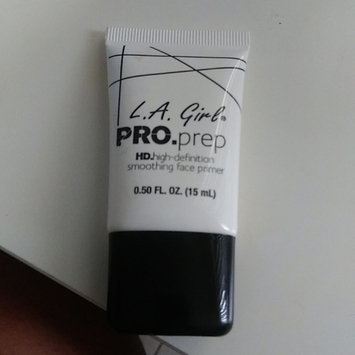 L.A. Girl®
PRO.prep
HD.high-definition
smoothing face primer
0.50 FL. OZ. (15 mL)